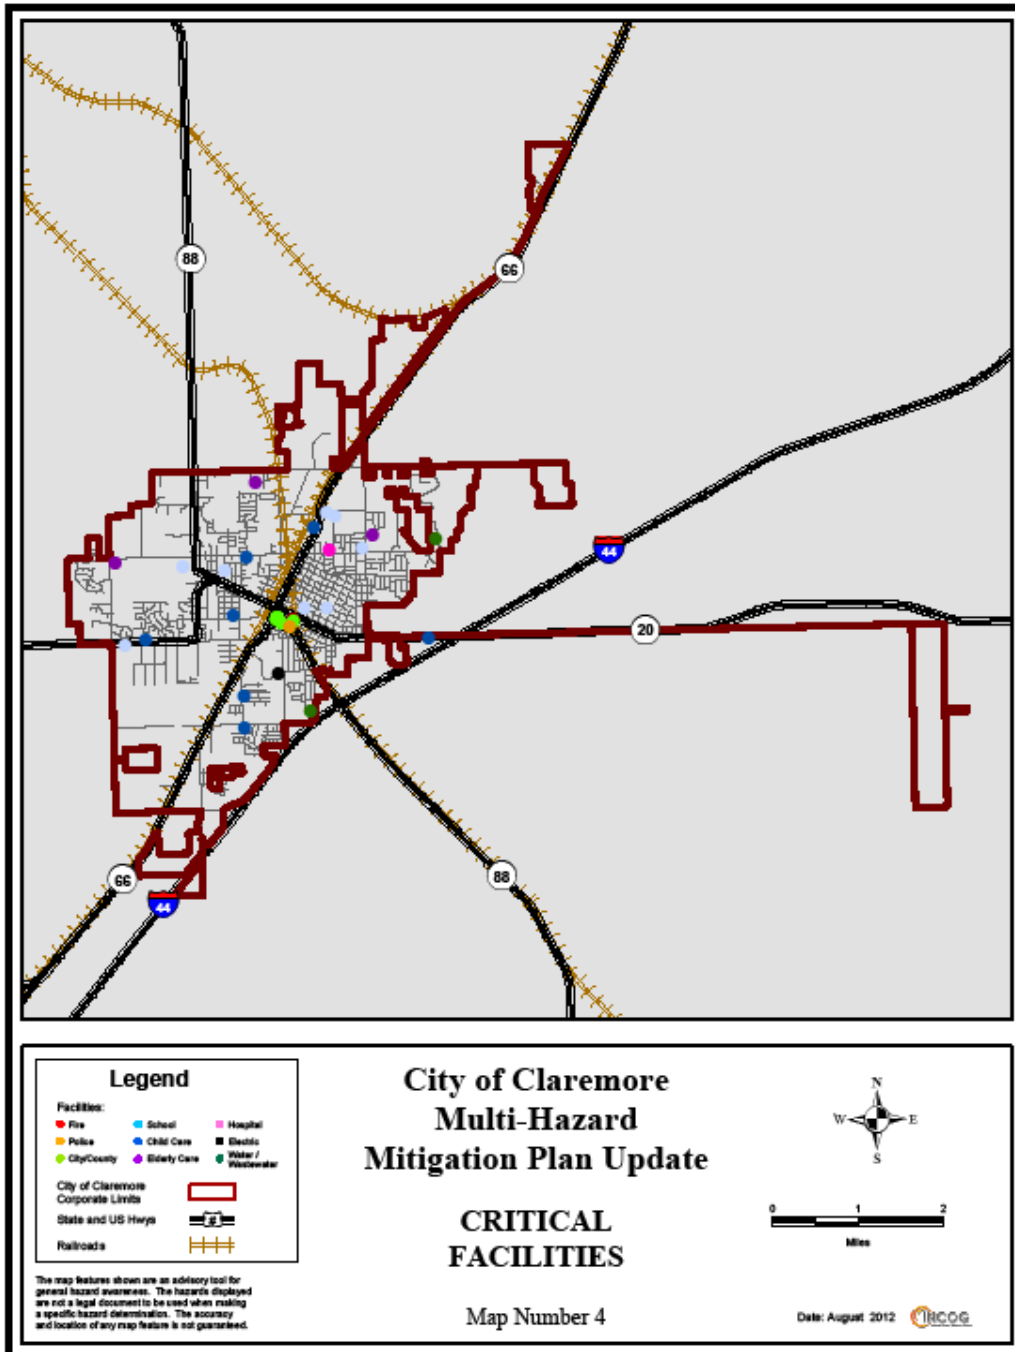 88
66
44
20
66
44
88
Legend
Facilities:
Fire
School
Hospital
Police
Child Care
Electric
City/County
Elderly Care
Water /
Wastewater
City of Claremore
Corporate Limits
State and US Hwys
#
Railroads
The map features shown are an advisory tool for
general hazard awareness. The hazards displayed
are not a legal document to be used when making
a specific hazard determination. The accuracy
and location of any map feature is not guaranteed.
City of Claremore
Multi-Hazard
Mitigation Plan Update
CRITICAL
FACILITIES
Map Number 4
N
W
E
S
0 1 2
Miles
Date: August 2012